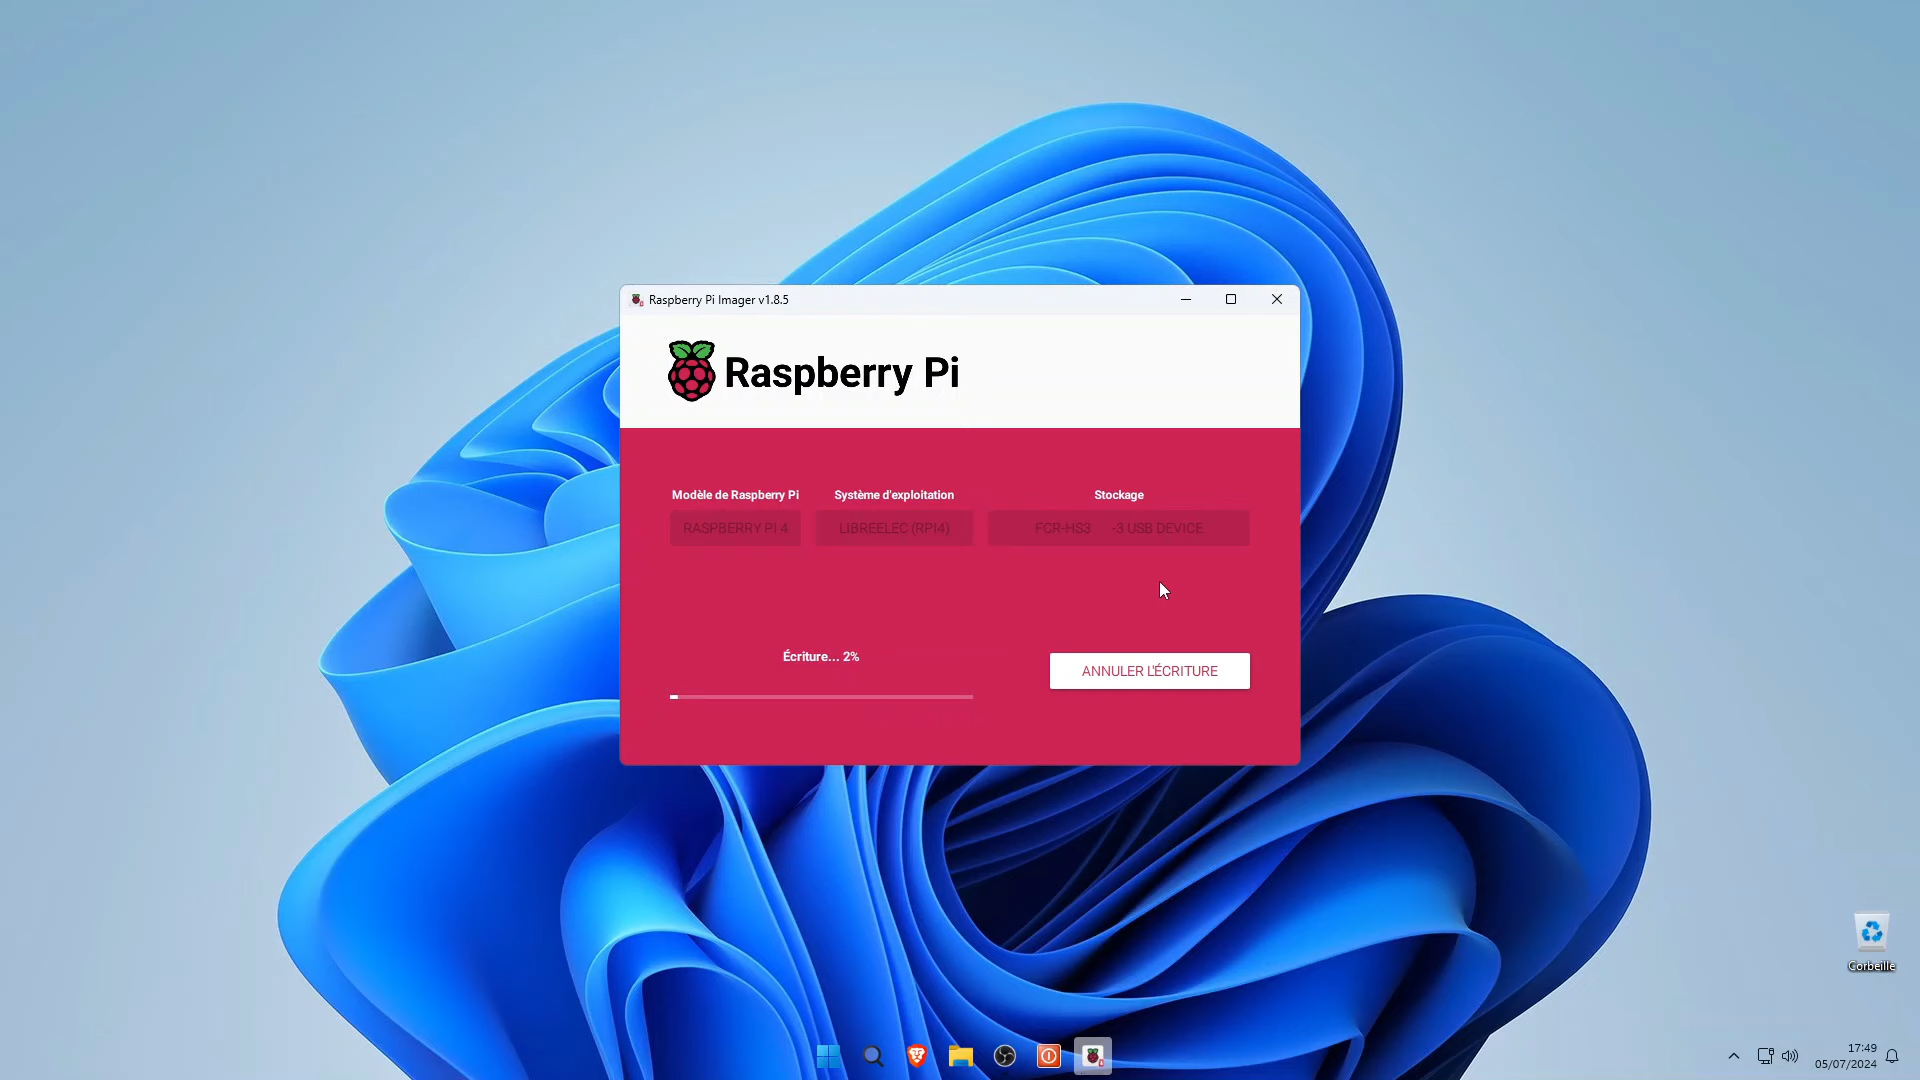 Raspberry Pi Imager v1.8.5
Raspberry Pi
Modèle de Raspberry Pi Système d'exploitation Stockage
RASPBERRY PI 4 LIBREELEC (RPI4) FCR-HS3 -3 USB DEVICE
Écriture... 2%
ANNULER L'ÉCRITURE
Corbeille
17:49
05/07/2024